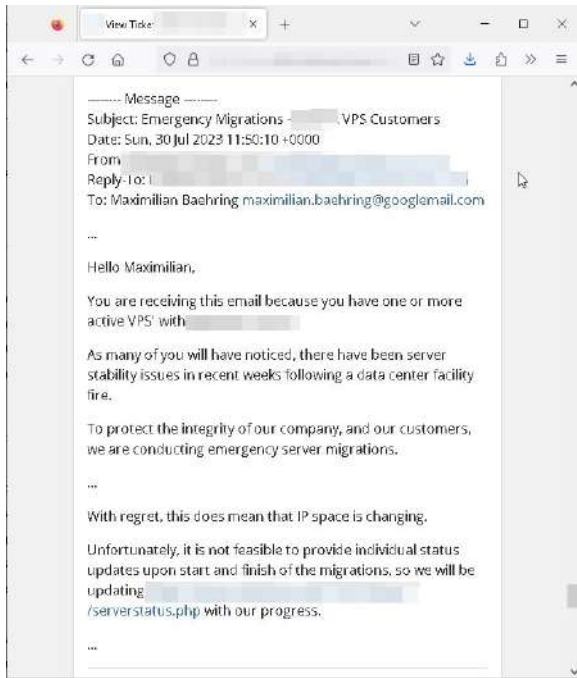 View Ticket
-------- Message --------
Subject: Emergency Migrations - VPS Customers
Date: Sun, 30 Jul 2023 11:50:10 +0000
From
Reply-To:
To: Maximilian Baehring maximilian.baehring@googlemail.com
...
Hello Maximilian,
You are receiving this email because you have one or more
active VPS' with
As many of you will have noticed, there have been server
stability issues in recent weeks following a data center facility
fire.
To protect the integrity of our company, and our customers,
we are conducting emergency server migrations.
...
With regret, this does mean that IP space is changing.
Unfortunately, it is not feasible to provide individual status
updates upon start and finish of the migrations, so we will be
updating
/serverstatus.php with our progress.
...